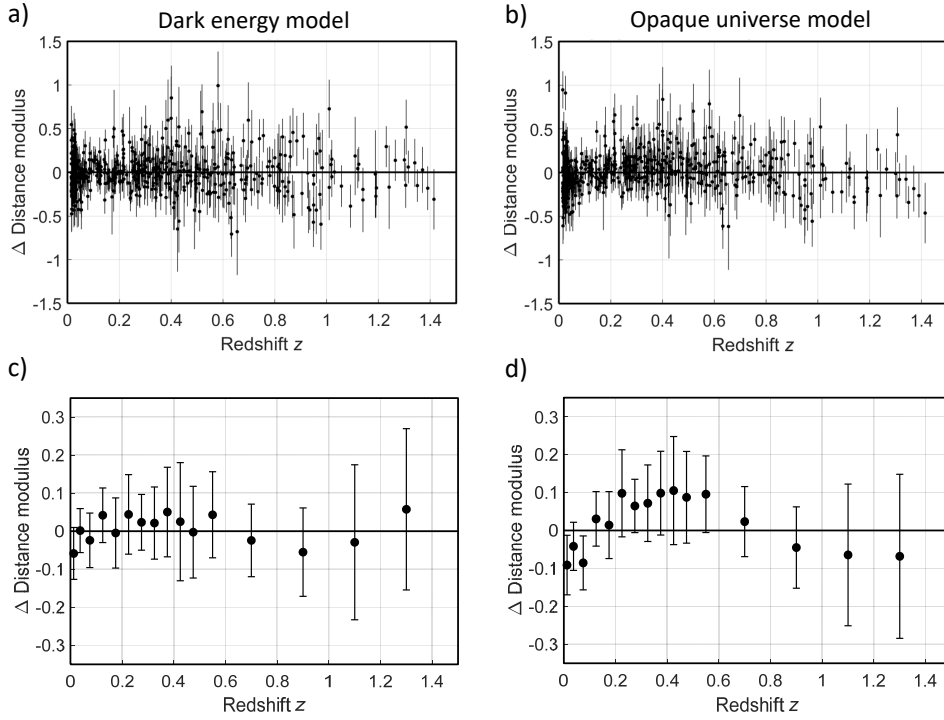 a)
Dark energy model
1.5
1
0.5
0
-0.5
-1
-1.5
Δ Distance modulus
0 0.2 0.4 0.6 0.8 1 1.2 1.4
Redshift z
b)
Opaque universe model
1.5
1
0.5
0
-0.5
-1
-1.5
Δ Distance modulus
0 0.2 0.4 0.6 0.8 1 1.2 1.4
Redshift z
c)
0.3
0.2
0.1
0
-0.1
-0.2
-0.3
Δ Distance modulus
0 0.2 0.4 0.6 0.8 1 1.2 1.4
Redshift z
d)
0.3
0.2
0.1
0
-0.1
-0.2
-0.3
Δ Distance modulus
0 0.2 0.4 0.6 0.8 1 1.2 1.4
Redshift z